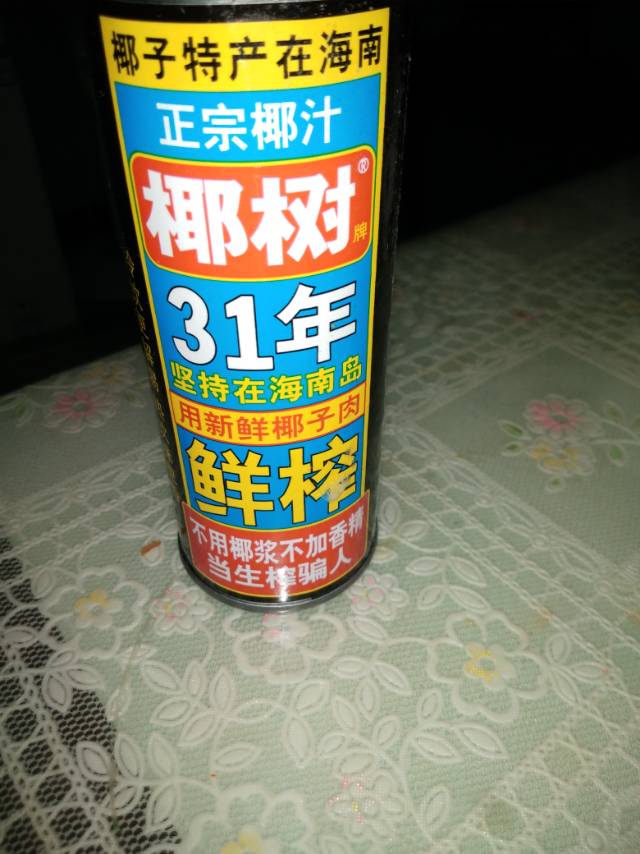 椰子特产在海南
正宗椰汁
椰树®
牌
31年
坚持在海南岛
用新鲜椰子肉
鲜榨
不用椰浆不加香精
当生榨骗人